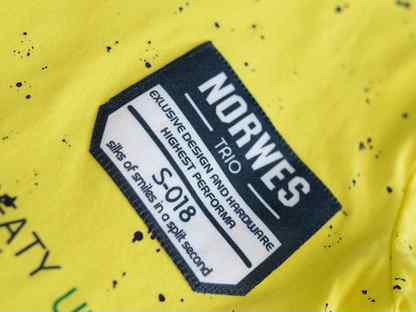 NORWES
TRIO
EXLUSIVE DESIGN AND HARDWARE
HIGHEST PERFORMA
S-018
silks of smiles in a split second
EATY U